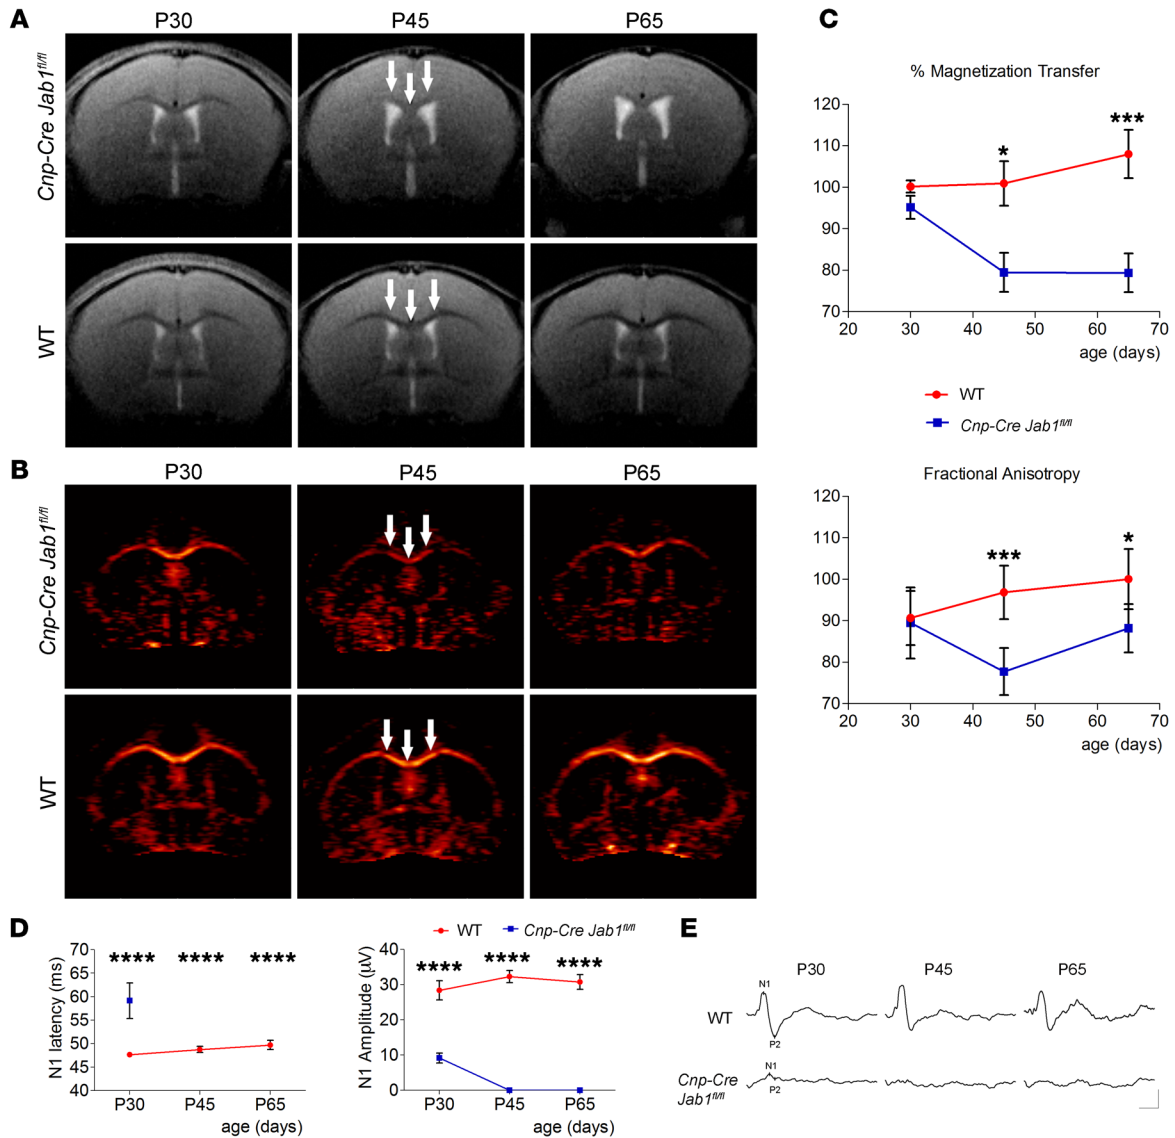 A
P30
P45
P65
Cnp-Cre Jab1fl/fl
WT
B
P30
P45
P65
Cnp-Cre Jab1fl/fl
WT
C
% Magnetization Transfer
120
110
100
90
80
70
*
***
20 30 40 50 60 70
age (days)
WT
Cnp-Cre Jab1fl/fl
Fractional Anisotropy
120
110
100
90
80
70
***
*
20 30 40 50 60 70
age (days)
D
WT
Cnp-Cre Jab1fl/fl
N1 latency (ms)
70
65
60
55
50
45
40
**** **** ****
P30 P45 P65
age (days)
N1 Amplitude (µV)
40
30
20
10
0
**** **** ****
P30 P45 P65
age (days)
E
P30 P45 P65
WT
N1
P2
Cnp-Cre
Jab1fl/fl
N1
P2